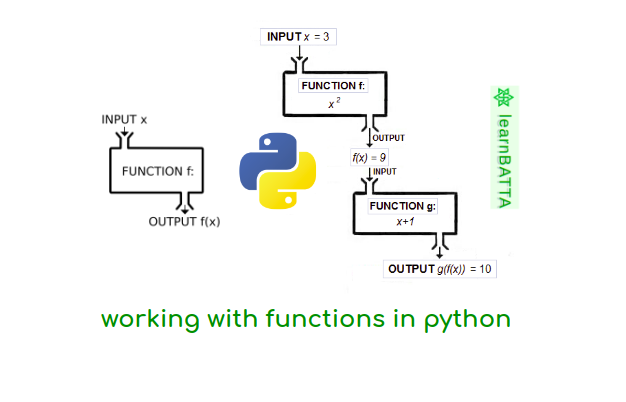 INPUT x
FUNCTION f:
OUTPUT f(x)
INPUT x = 3
FUNCTION f:
x²
OUTPUT
f(x) = 9
INPUT
FUNCTION g:
x+1
OUTPUT g(f(x)) = 10
learnBATTA
working with functions in python